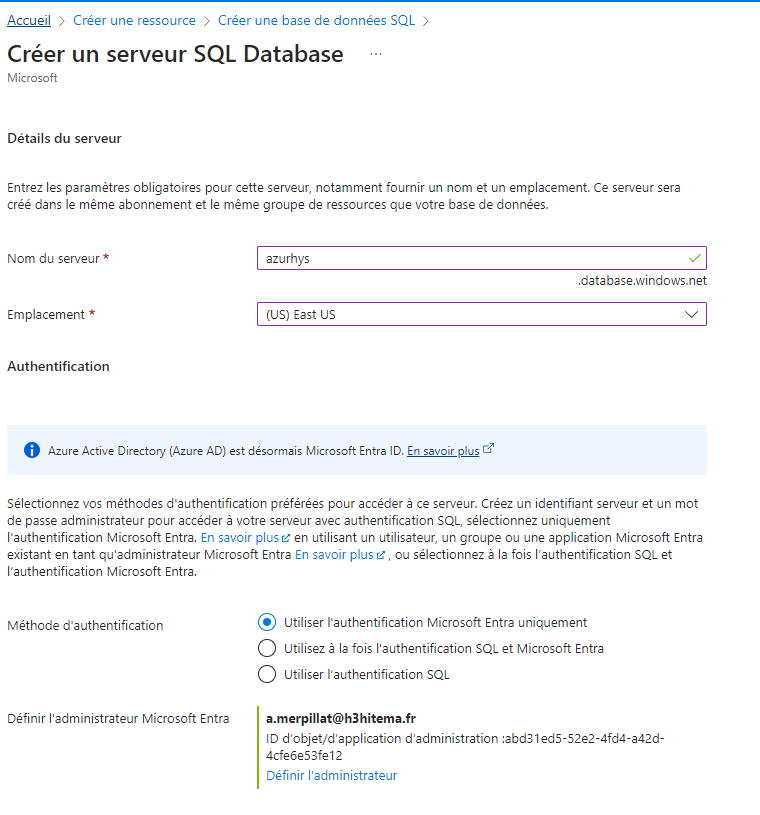 Accueil > Créer une ressource > Créer une base de données SQL >
Créer un serveur SQL Database ...
Microsoft
Détails du serveur
Entrez les paramètres obligatoires pour cette serveur, notamment fournir un nom et un emplacement. Ce serveur sera
créé dans le même abonnement et le même groupe de ressources que votre base de données.
Nom du serveur *
azurhys
.database.windows.net
Emplacement *
(US) East US
Authentification
Azure Active Directory (Azure AD) est désormais Microsoft Entra ID. En savoir plus
Sélectionnez vos méthodes d'authentification préférées pour accéder à ce serveur. Créez un identifiant serveur et un mot
de passe administrateur pour accéder à votre serveur avec authentification SQL, sélectionnez uniquement
l'authentification Microsoft Entra. En savoir plus en utilisant un utilisateur, un groupe ou une application Microsoft Entra
existant en tant qu'administrateur Microsoft Entra En savoir plus , ou sélectionnez à la fois l'authentification SQL et
l'authentification Microsoft Entra.
Méthode d'authentification
Utiliser l'authentification Microsoft Entra uniquement
Utilisez à la fois l'authentification SQL et Microsoft Entra
Utiliser l'authentification SQL
Définir l'administrateur Microsoft Entra
a.merpillat@h3hitema.fr
ID d'objet/d'application d'administration :abd31ed5-52e2-4fd4-a42d-
4cfe6e53fe12
Définir l'administrateur